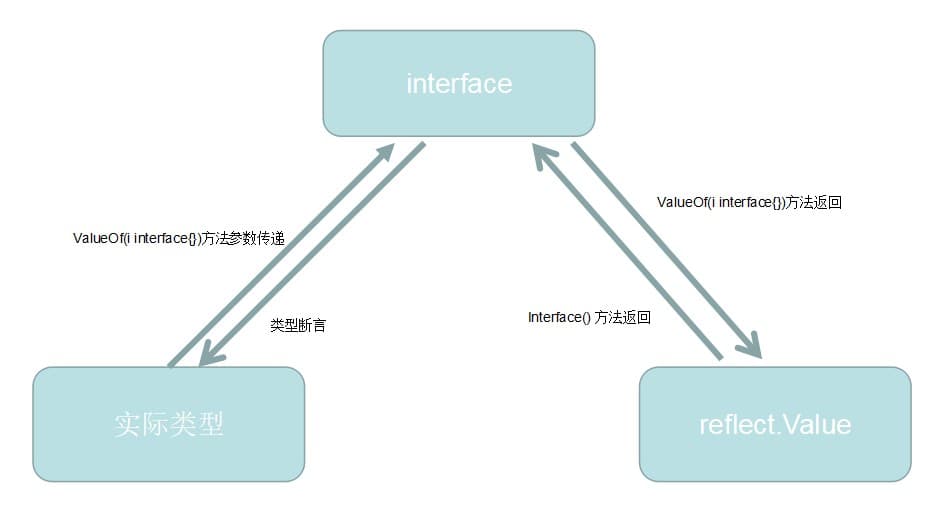 interface
ValueOf(i interface{})方法返回
ValueOf(i interface{})方法参数传递
Interface() 方法返回
类型断言
实际类型
reflect.Value